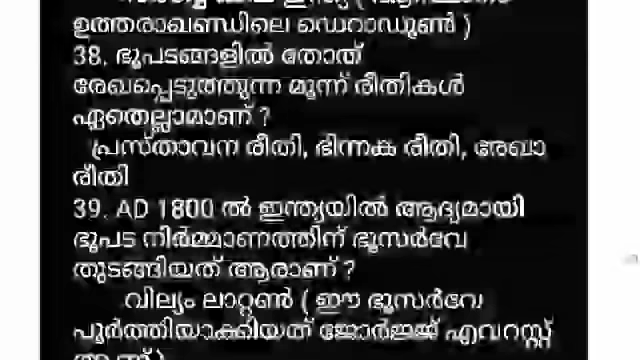 ഉത്തരാഖണ്ഡിലെ ഡെറാഡൂൺ )
38. ഭൂപടങ്ങളിൽ തോത്
രേഖപ്പെടുത്തുന്ന മൂന്ന് രീതികൾ
ഏതെല്ലാമാണ് ?
പ്രസ്താവന രീതി, ഭിന്നക രീതി, രേഖാ
രീതി
39. AD 1800 ൽ ഇന്ത്യയിൽ ആദ്യമായി
ഭൂപട നിർമ്മാണത്തിന് ഭൂസർവേ
തുടങ്ങിയത് ആരാണ് ?
വില്യം ലാറ്റൺ ( ഈ ഭൂസർവേ
പൂർത്തിയാക്കിയത് ജോർജജ് എവറസ്റ്റ്